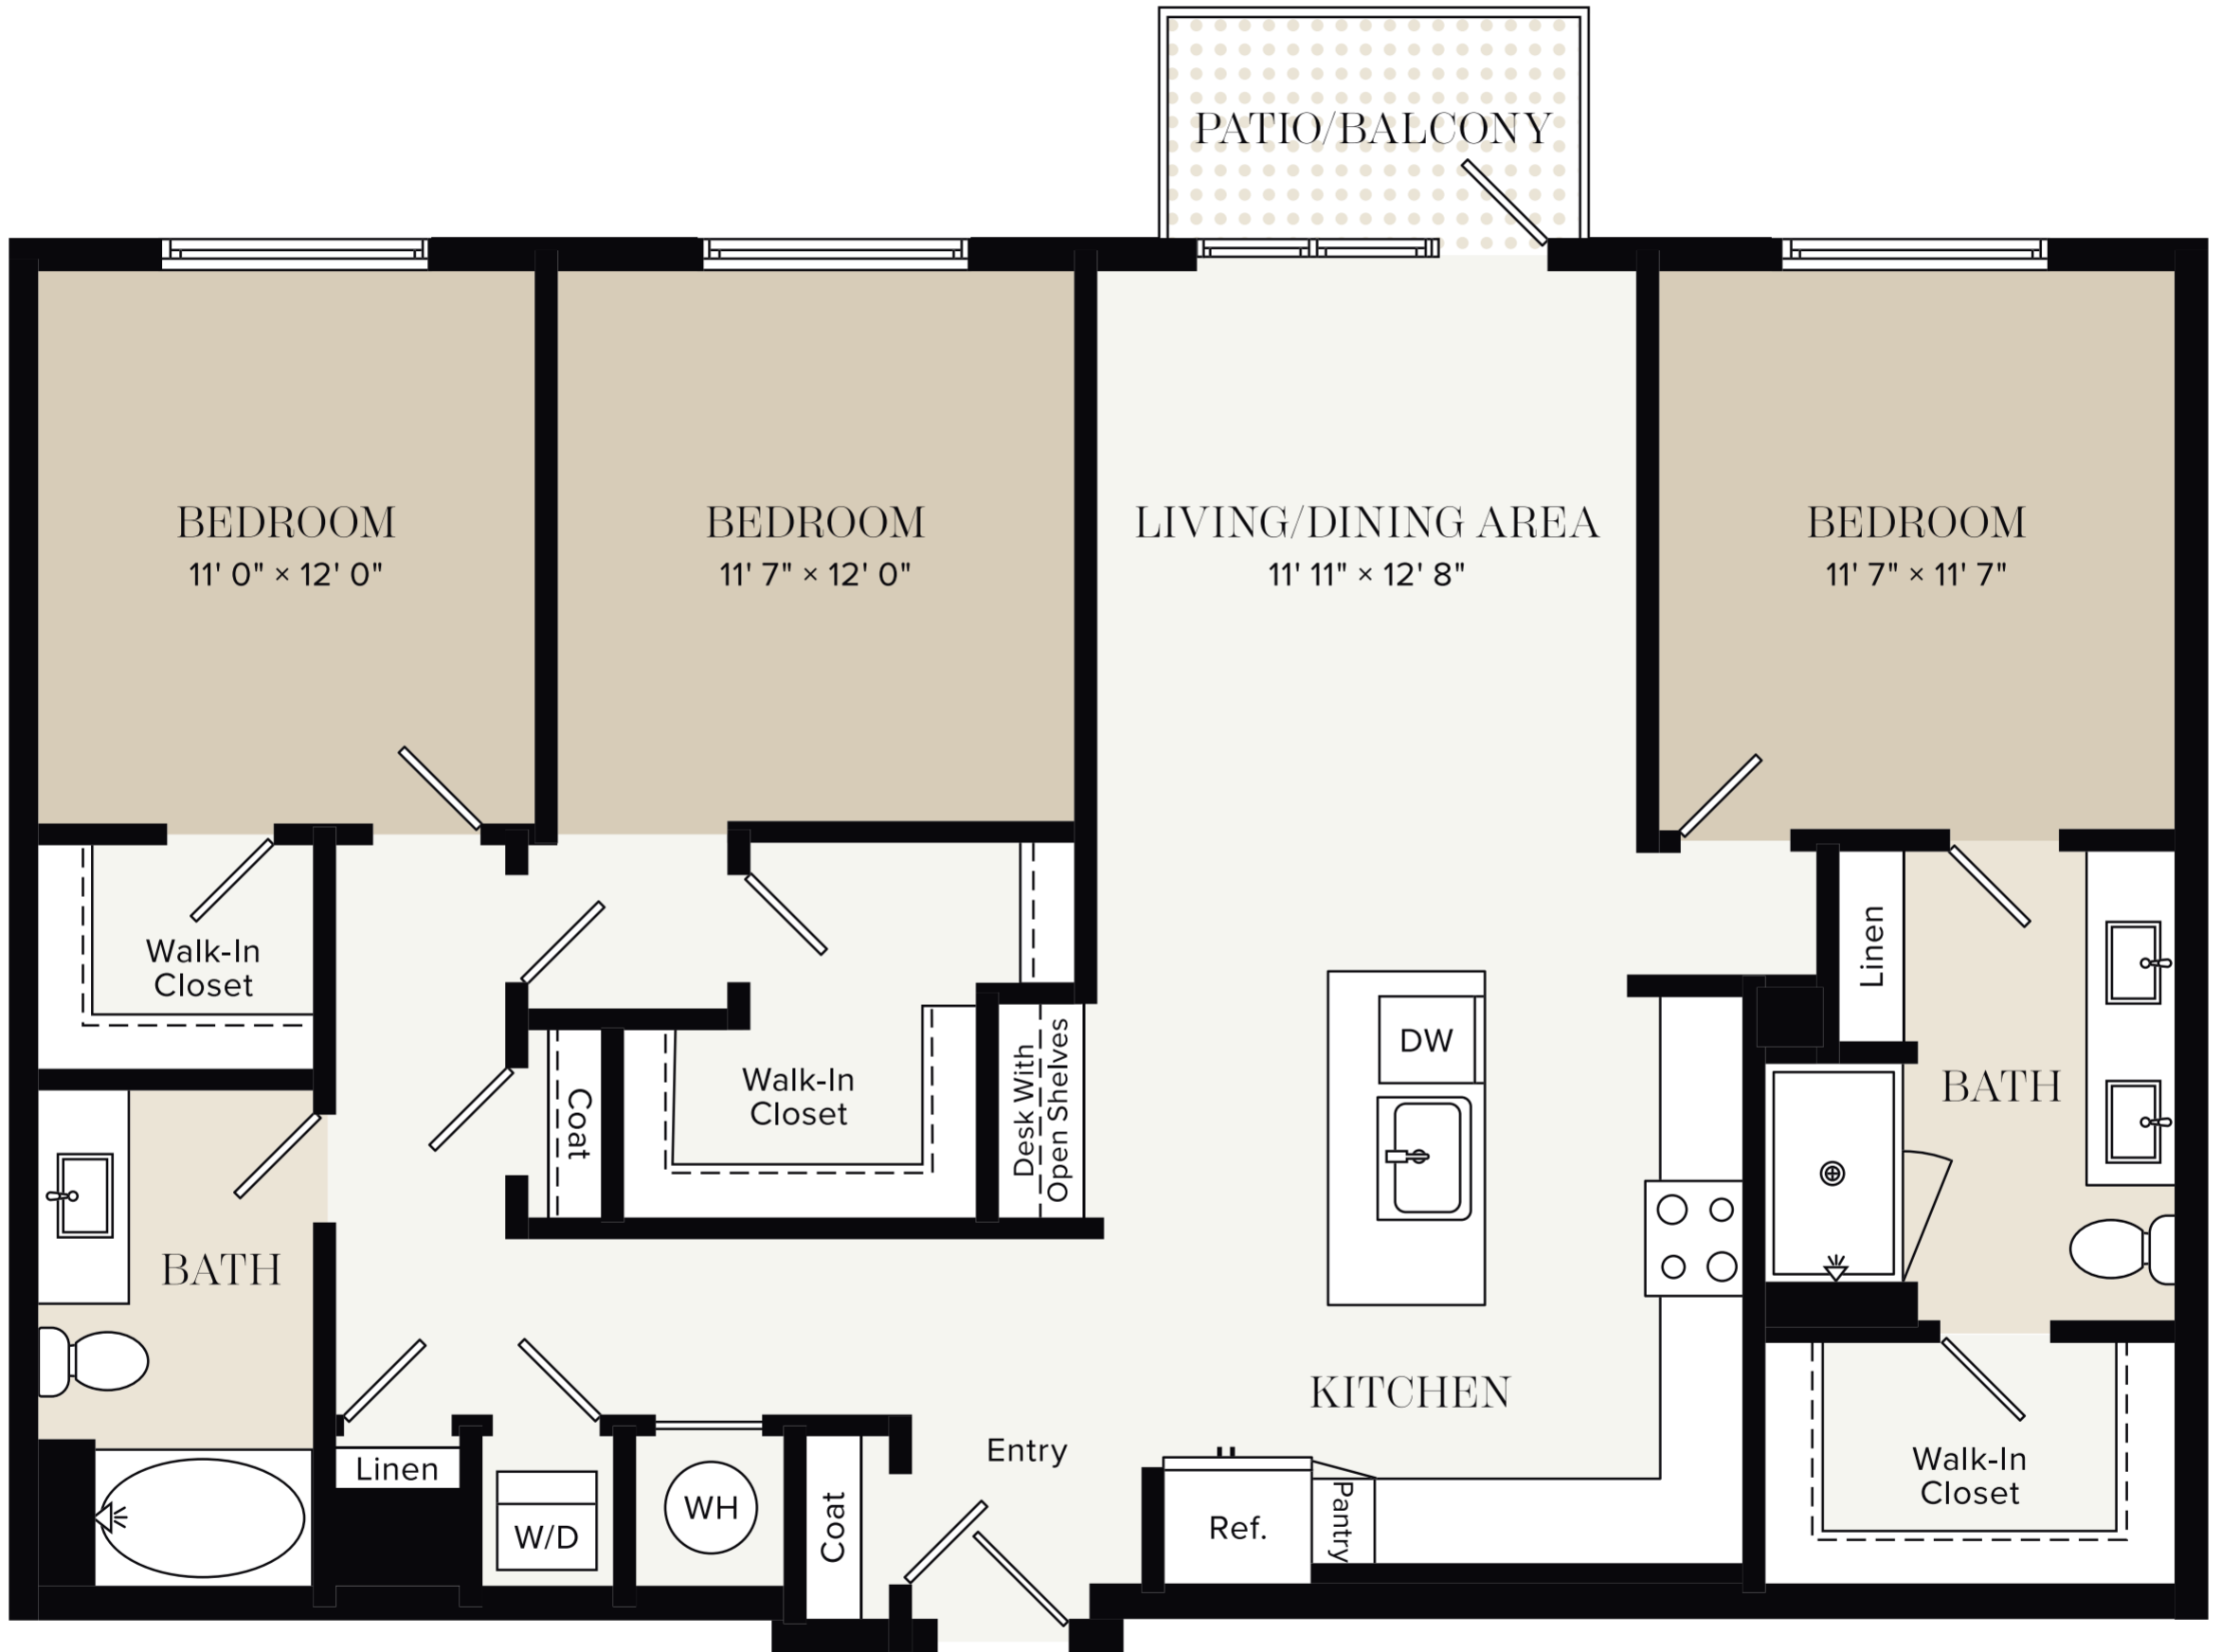 PATIO/BALCONY
BEDROOM
11' 0" × 12' 0"
BEDROOM
11' 7" × 12' 0"
LIVING/DINING AREA
11' 11" × 12' 8"
BEDROOM
11' 7" × 11' 7"
Walk-In
Closet
Linen
DW
BATH
Walk-In
Closet
Coat
Desk With
Open Shelves
BATH
KITCHEN
Entry
Linen
W/D
WH
Coat
Ref.
Pantry
Walk-In
Closet